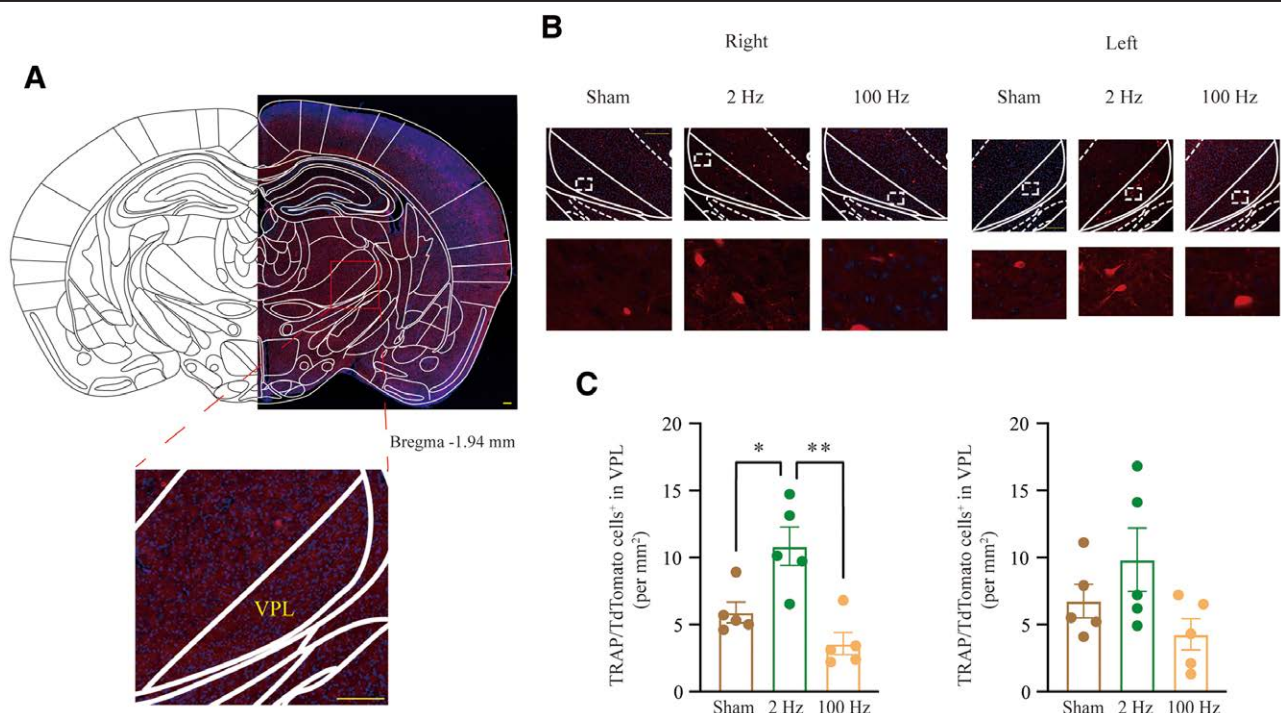 A
Bregma -1.94 mm
VPL
B
Right
Left
Sham
2 Hz
100 Hz
Sham
2 Hz
100 Hz
C
TRAP/TdTomato cells⁺ in VPL
(per mm²)
20
15
10
5
0
*
**
Sham
2 Hz
100 Hz
TRAP/TdTomato cells⁺ in VPL
(per mm²)
20
15
10
5
0
Sham
2 Hz
100 Hz